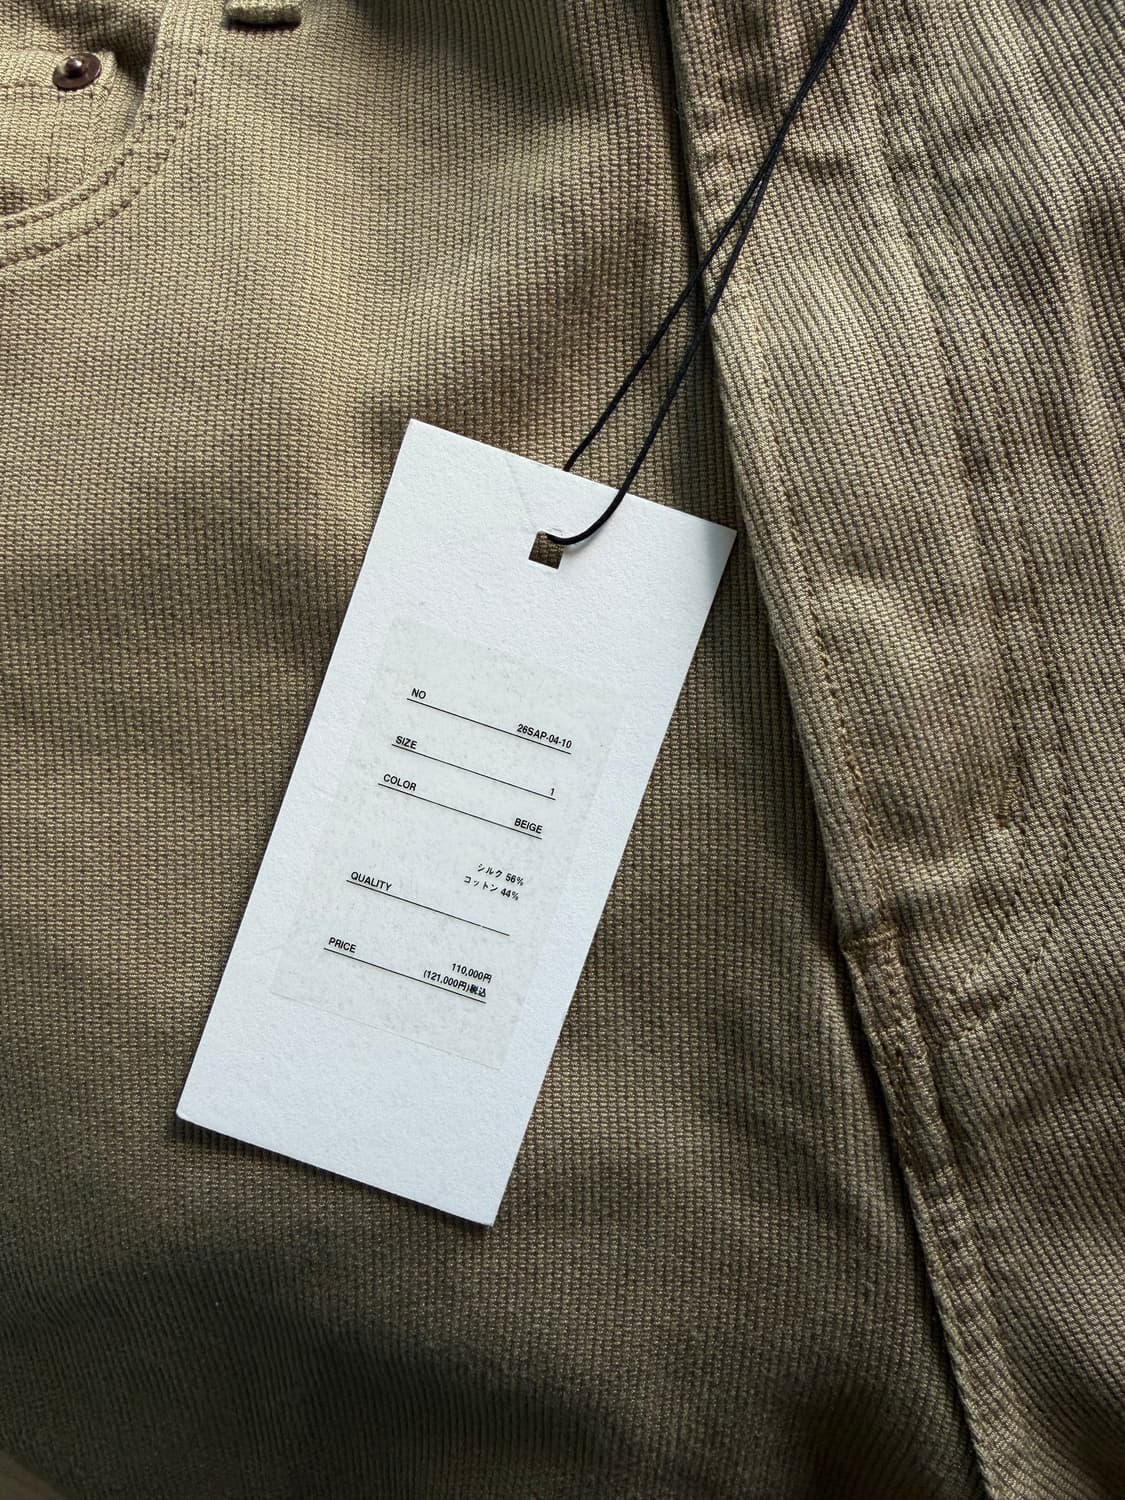 NO
26SAP-04-10
SIZE
1
COLOR
BEIGE
シルク 56%
コットン 44%
QUALITY
PRICE
110,000円
(121,000円)税込